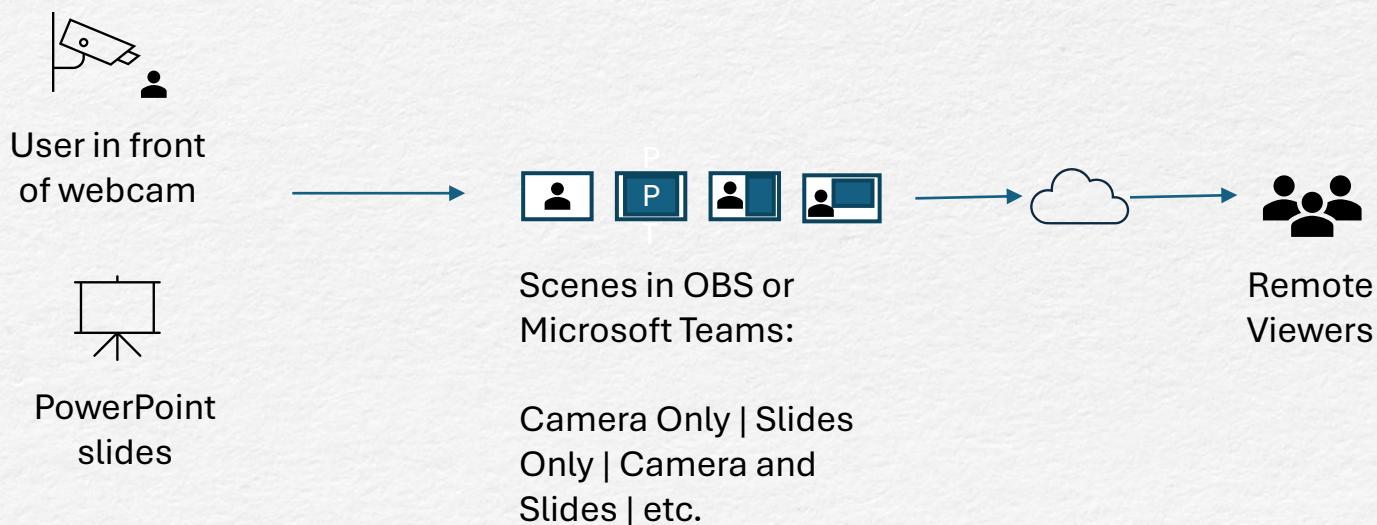 User in front
of webcam
PowerPoint
slides
P
P
T
Scenes in OBS or
Microsoft Teams:
Camera Only | Slides
Only | Camera and
Slides | etc.
Remote
Viewers